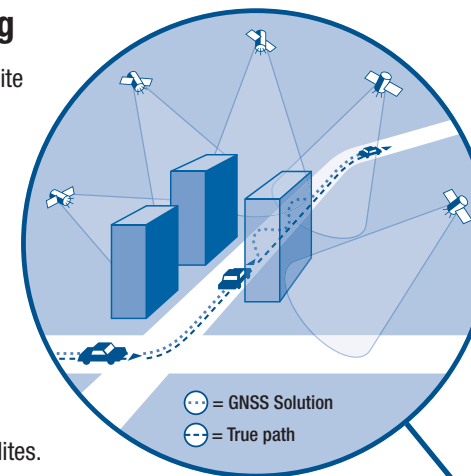 g
ite
= GNSS Solution
= True path
lites.